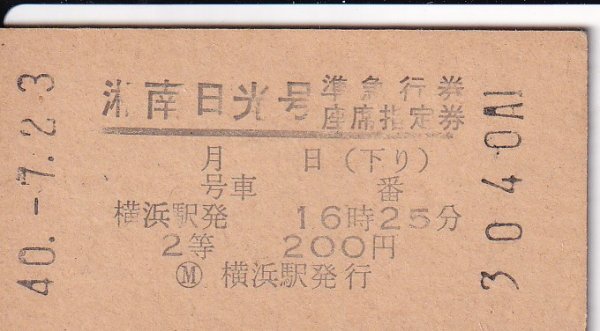 湘南日光号 準急行券
座席指定券
月 日(下り)
号車 番
横浜駅発 16時25分
2等 200円
Ⓜ 横浜駅発行
40.-7.23